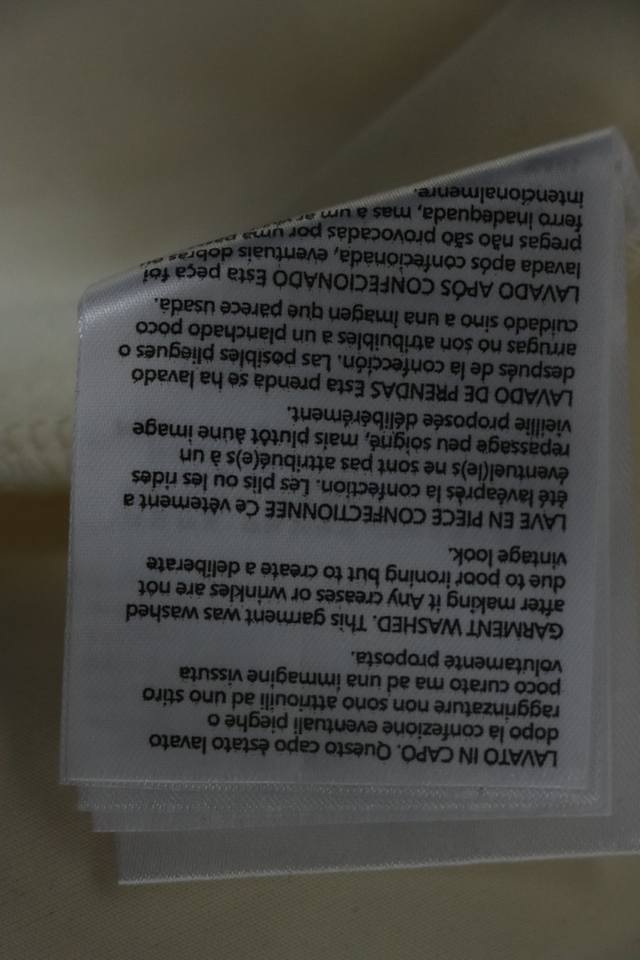 LAVATO IN CAPO. Questo capo èstato lavato
dopo la confezione eventuali pieghe o
raggrinzature non sono attriouili ad uno stiro
poco curato ma ad una immagine vissuta
volutamente proposta.
GARMENT WASHED. This garment was washed
after making it Any creases or wrinkles are not
due to poor ironing but to create a deliberate
vintage look.
LAVE EN PIECE CONFECTIONNEE Ce vêtement a
été lavéaprès la confection. Les plis ou les rides
éventuel(le)s ne sont pas attribué(e)s à un
repassage peu soigné, mais plutôt àune image
vieillie proposée délibérément.
LAVADO DE PRENDAS Esta prenda se ha lavado
después de la confección. Las posibles pliegues o
arrugas no son atribuibles a un planchado poco
cuidado sino a una imagen que parece usada.
LAVADO APÓS CONFECIONADO Esta peça foi
lavada após confecionada, eventuais dobras
pregas não são provocadas por uma
ferro inadequada, mas a um
intencionalmente.